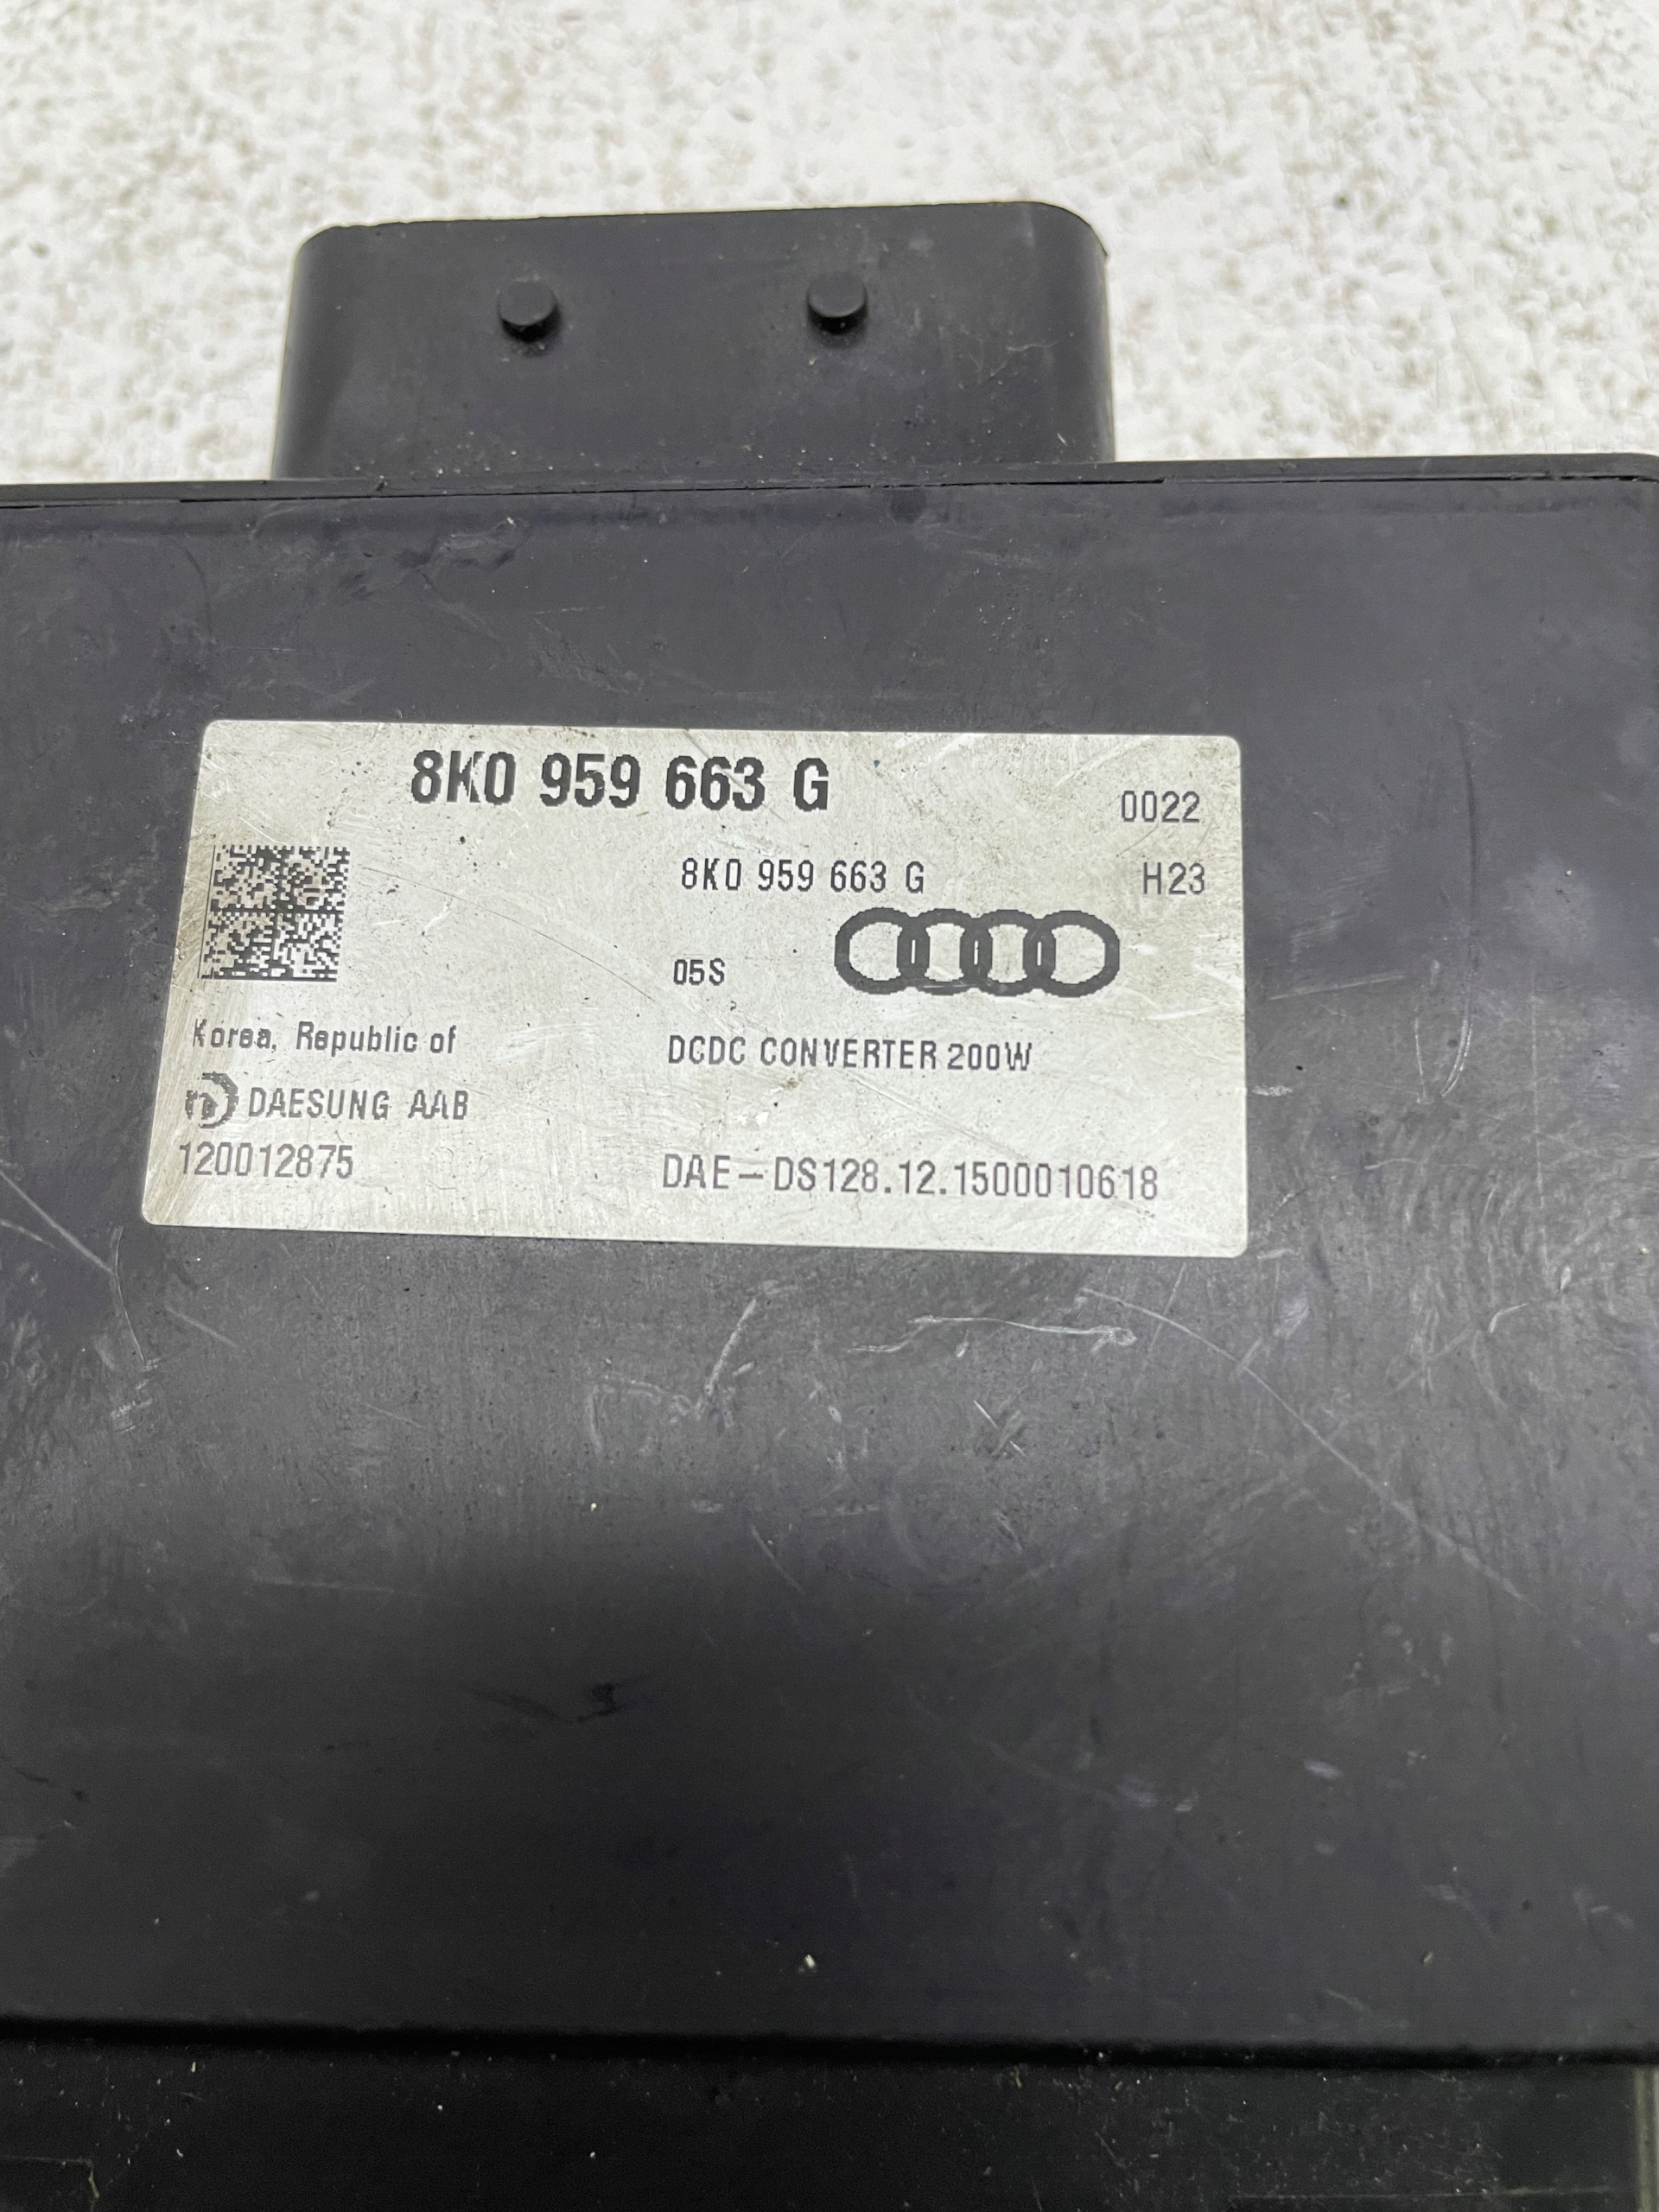 8K0 959 663 G
0022
8K0 959 663 G
H23
05S
Korea, Republic of
DCDC CONVERTER 200W
DAESUNG AAB
120012875
DAE-DS128.12.1500010618